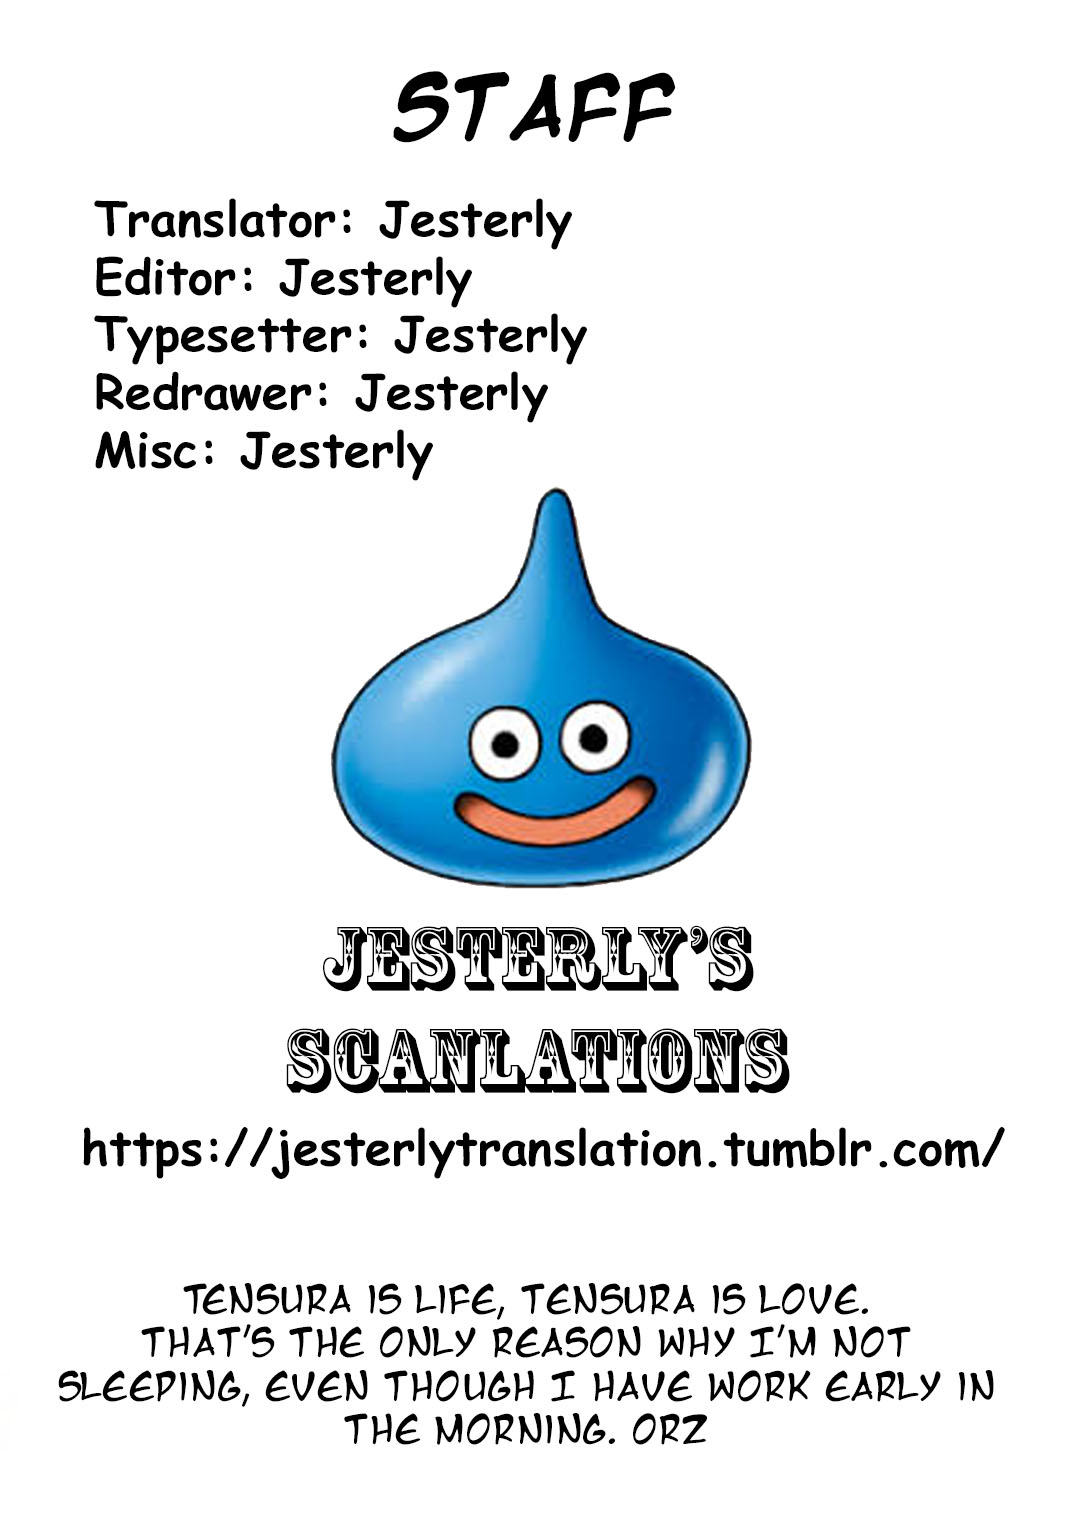 STAFF
Translator: Jesterly
Editor: Jesterly
Typesetter: Jesterly
Redrawer: Jesterly
Misc: Jesterly
JESTERLY'S
SCANLATIONS
https://jesterlytranslation.tumblr.com/
TENSURA IS LIFE, TENSURA IS LOVE.
THAT'S THE ONLY REASON WHY I'M NOT
SLEEPING, EVEN THOUGH I HAVE WORK EARLY IN
THE MORNING. ORZ